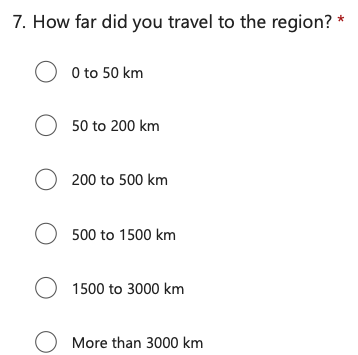 7. How far did you travel to the region? *
0 to 50 km
50 to 200 km
200 to 500 km
500 to 1500 km
1500 to 3000 km
More than 3000 km